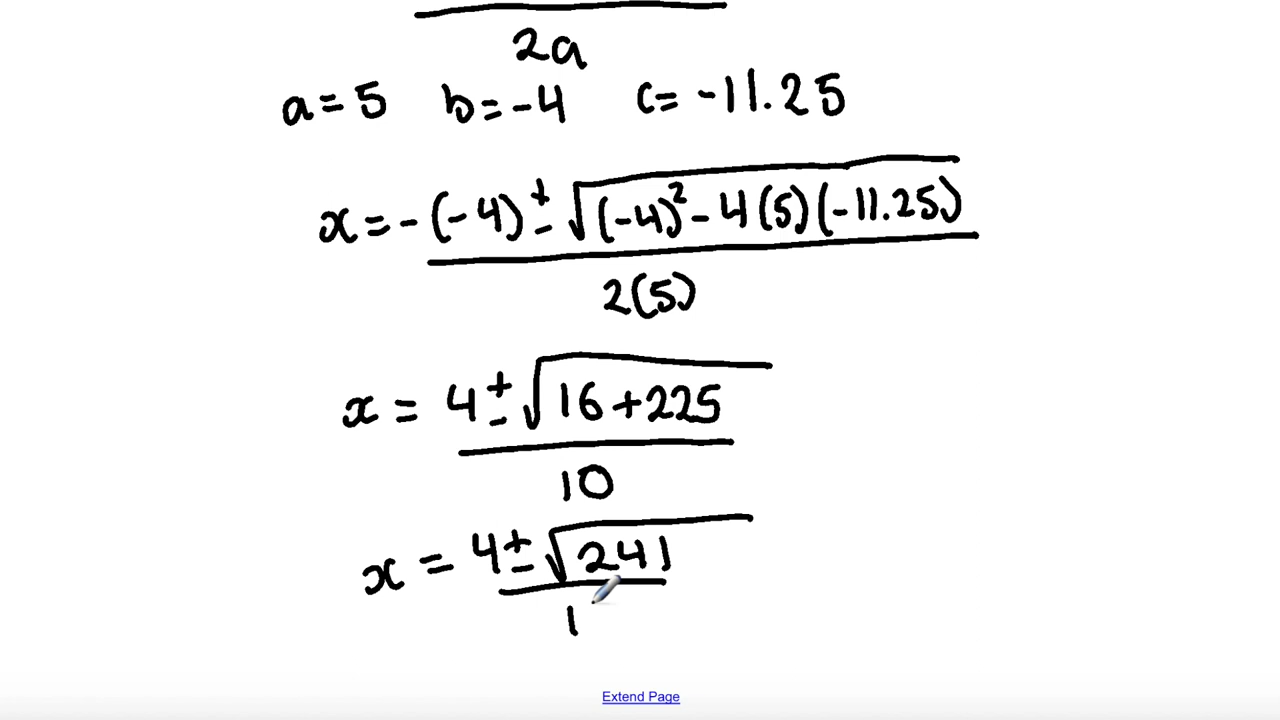 2a
a=5 b=-4 c=-11.25
x=-(-4)±√(-4)²-4(5)(-11.25)
2(5)
x = 4±√16+225
10
x = 4±√241
1
Extend Page